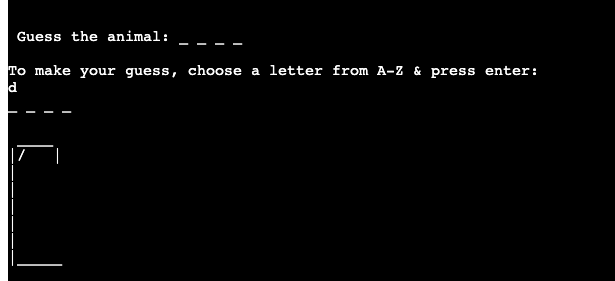 Guess the animal: _ _ _ _
To make your guess, choose a letter from A-Z & press enter:
d
_ _ _ _
 ____
|/   |
|
|
|
|
|
|_____